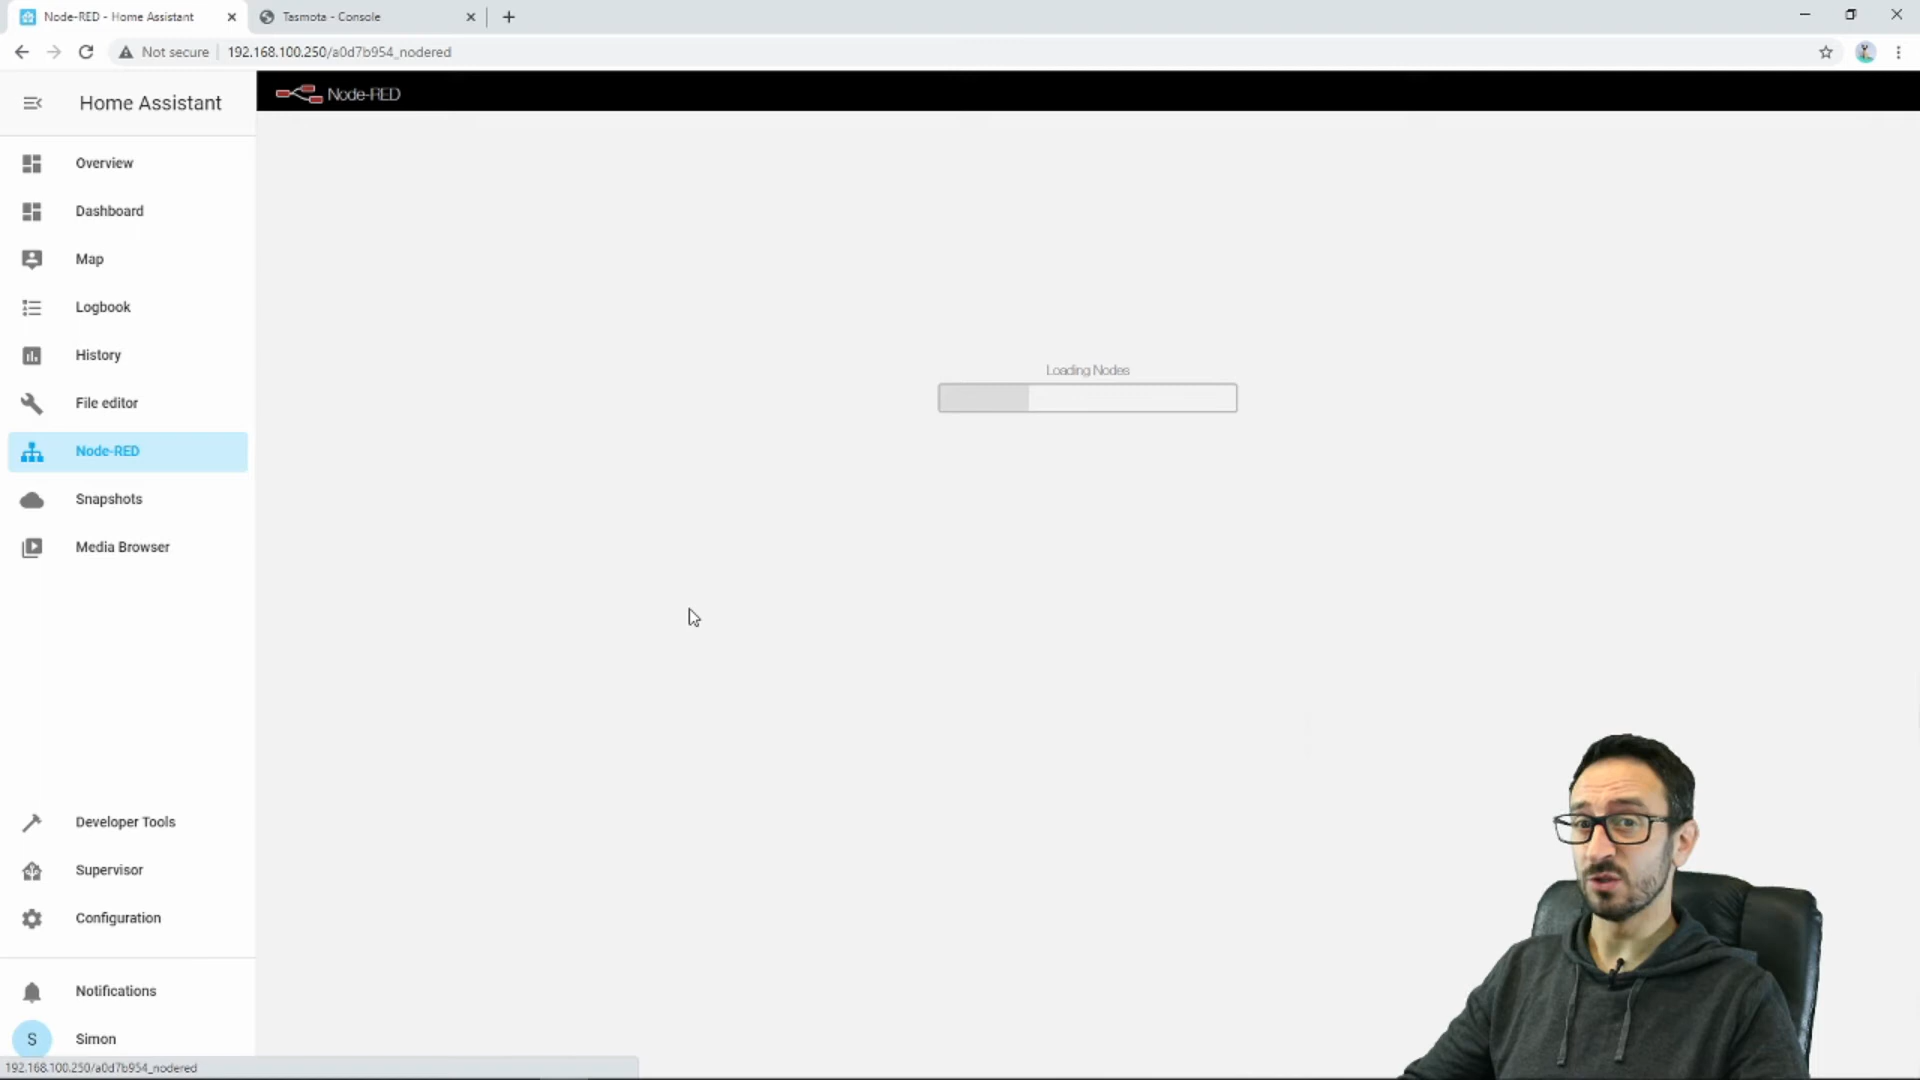 Node-RED - Home Assistant
Tasmota - Console
Not secure
192.168.100.250/a0d7b954_nodered
Home Assistant
Node-RED
Overview
Dashboard
Map
Logbook
History
File editor
Node-RED
Snapshots
Media Browser
Loading Nodes
Developer Tools
Supervisor
Configuration
Notifications
S
Simon
192.168.100.250/a0d7b954_nodered